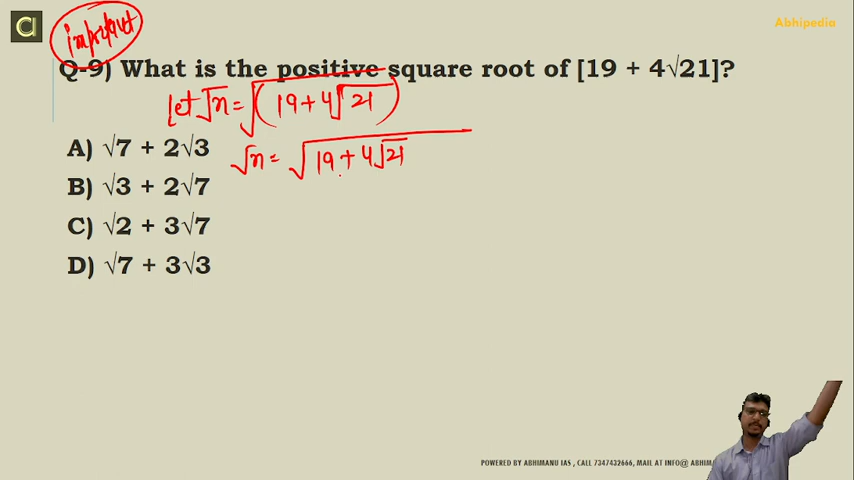 a
important
Abhipedia
Q-9) What is the positive square root of [19 + 4√21]?
Let √n = √(19+4√21)
A) √7 + 2√3
√n = √19+4√21
B) √3 + 2√7
C) √2 + 3√7
D) √7 + 3√3
POWERED BY ABHIMANU IAS , CALL 7347432666, MAIL AT INFO@ ABHIM